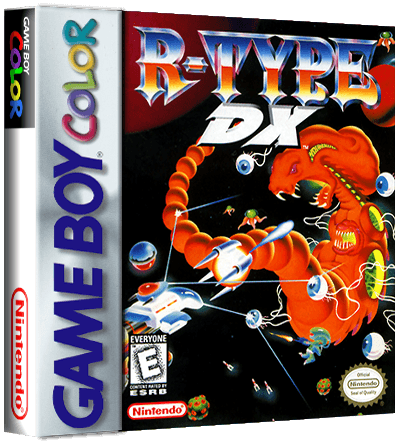 GAME BOY
COLOR
Nintendo
GAME BOY COLOR
R-TYPE
DX
EVERYONE
E
CONTENT RATED BY
ESRB
Nintendo
Official
Nintendo
Seal of Quality